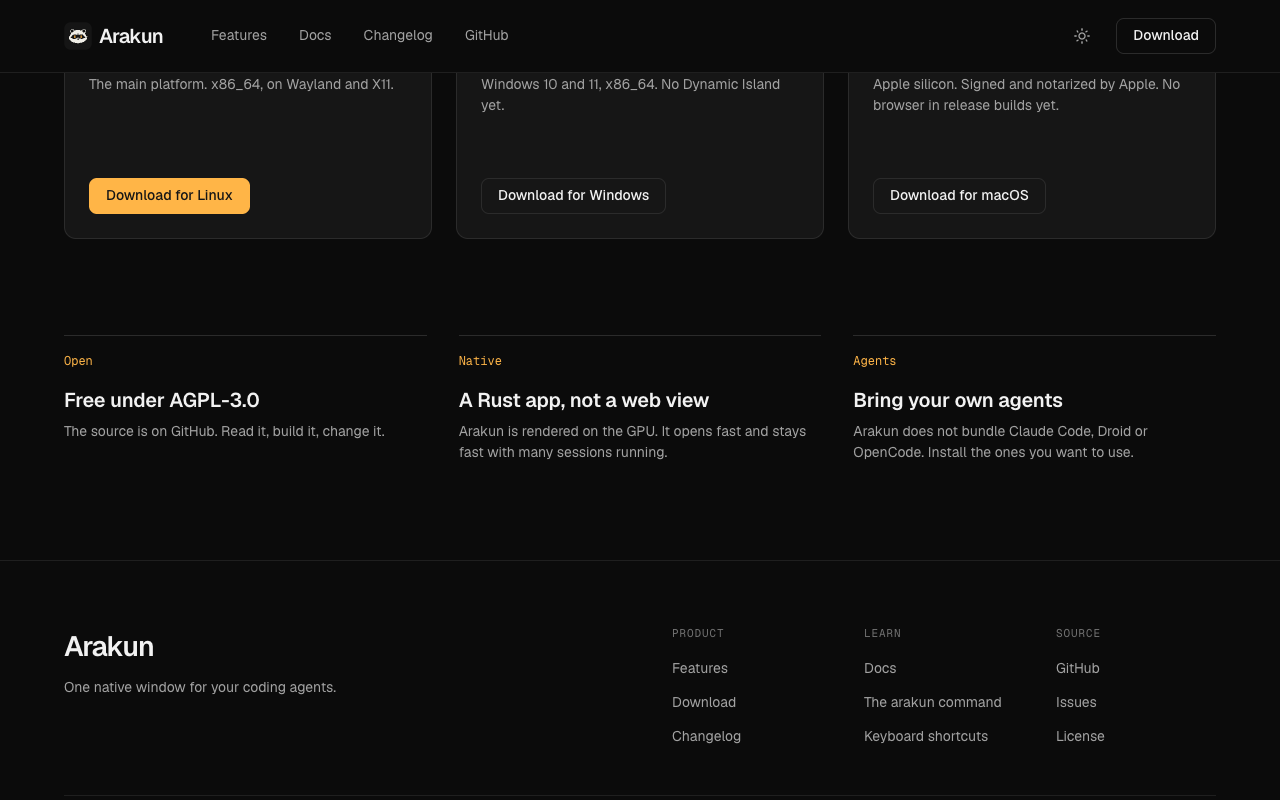 Arakun
Features
Docs
Changelog
GitHub
Download
The main platform. x86_64, on Wayland and X11.
Download for Linux
Windows 10 and 11, x86_64. No Dynamic Island
yet.
Download for Windows
Apple silicon. Signed and notarized by Apple. No
browser in release builds yet.
Download for macOS
Open
Free under AGPL-3.0
The source is on GitHub. Read it, build it, change it.
Native
A Rust app, not a web view
Arakun is rendered on the GPU. It opens fast and stays
fast with many sessions running.
Agents
Bring your own agents
Arakun does not bundle Claude Code, Droid or
OpenCode. Install the ones you want to use.
Arakun
One native window for your coding agents.
PRODUCT
Features
Download
Changelog
LEARN
Docs
The arakun command
Keyboard shortcuts
SOURCE
GitHub
Issues
License